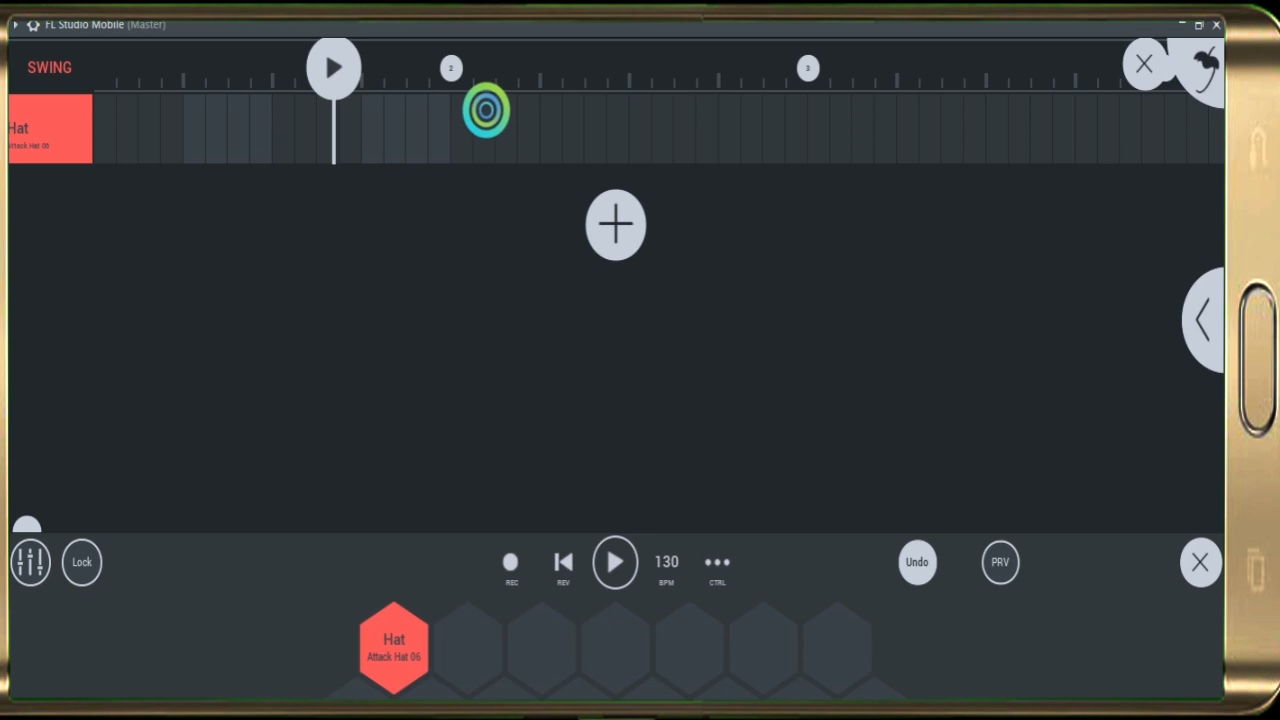 FL Studio Mobile (Master)
SWING
2
3
Hat
Attack Hat 06
Lock
REC
REV
130
BPM
CTRL
Undo
PRV
Hat
Attack Hat 06